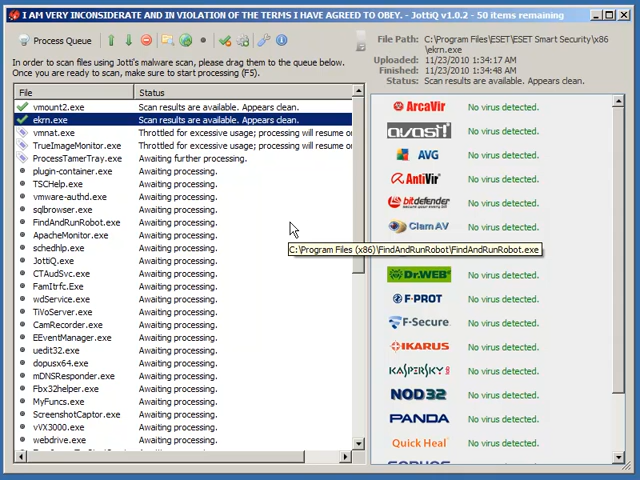 I AM VERY INCONSIDERATE AND IN VIOLATION OF THE TERMS I HAVE AGREED TO OBEY. - JottiQ v1.0.2 - 50 items remaining
Process Queue
In order to scan files using Jotti's malware scan, please drag them to the queue below.
Once you are ready to scan, make sure to start processing (F5).
File Status
vmount2.exe Scan results are available. Appears clean.
ekrn.exe Scan results are available. Appears clean.
vmnat.exe Throttled for excessive usage; processing will resume or
TrueImageMonitor.exe Throttled for excessive usage; processing will resume or
ProcessTamerTray.exe Awaiting further processing.
plugin-container.exe Awaiting processing.
TSCHelp.exe Awaiting processing.
vmware-authd.exe Awaiting processing.
sqlbrowser.exe Awaiting processing.
FindAndRunRobot.exe Awaiting processing.
ApacheMonitor.exe Awaiting processing.
schedhlp.exe Awaiting processing.
JottiQ.exe Awaiting processing.
CTAudSvc.exe Awaiting processing.
FamItrfc.Exe Awaiting processing.
wdService.exe Awaiting processing.
TiVoServer.exe Awaiting processing.
CamRecorder.exe Awaiting processing.
EEventManager.exe Awaiting processing.
uedit32.exe Awaiting processing.
dopusx64.exe Awaiting processing.
mDNSResponder.exe Awaiting processing.
Fbx32helper.exe Awaiting processing.
MyFuncs.exe Awaiting processing.
ScreenshotCaptor.exe Awaiting processing.
vVX3000.exe Awaiting processing.
webdrive.exe Awaiting processing.
C:\Program Files (x86)\FindAndRunRobot\FindAndRunRobot.exe
File Path: C:\Program Files\ESET\ESET Smart Security\x86
\ekrn.exe
Uploaded: 11/23/2010 1:34:17 AM
Finished: 11/23/2010 1:34:48 AM
Status: Scan results are available. Appears clean.
ArcaVir No virus detected.
avast! No virus detected.
AVG No virus detected.
AntiVir No virus detected.
bitdefender No virus detected.
Clam AV No virus detected.
Dr.WEB No virus detected.
F-PROT No virus detected.
F-Secure No virus detected.
IKARUS No virus detected.
KASPERSKY No virus detected.
NOD32 No virus detected.
PANDA No virus detected.
Quick Heal No virus detected.
SOPHOS No virus detected.